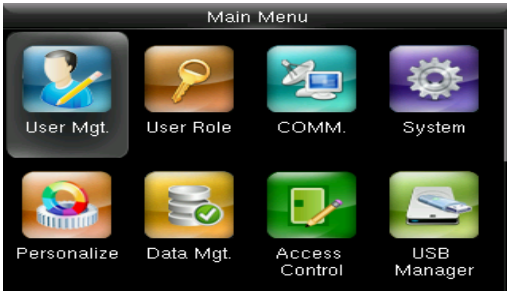 Main Menu
User Mgt.
User Role
COMM.
System
Personalize
Data Mgt.
Access
Control
USB
Manager